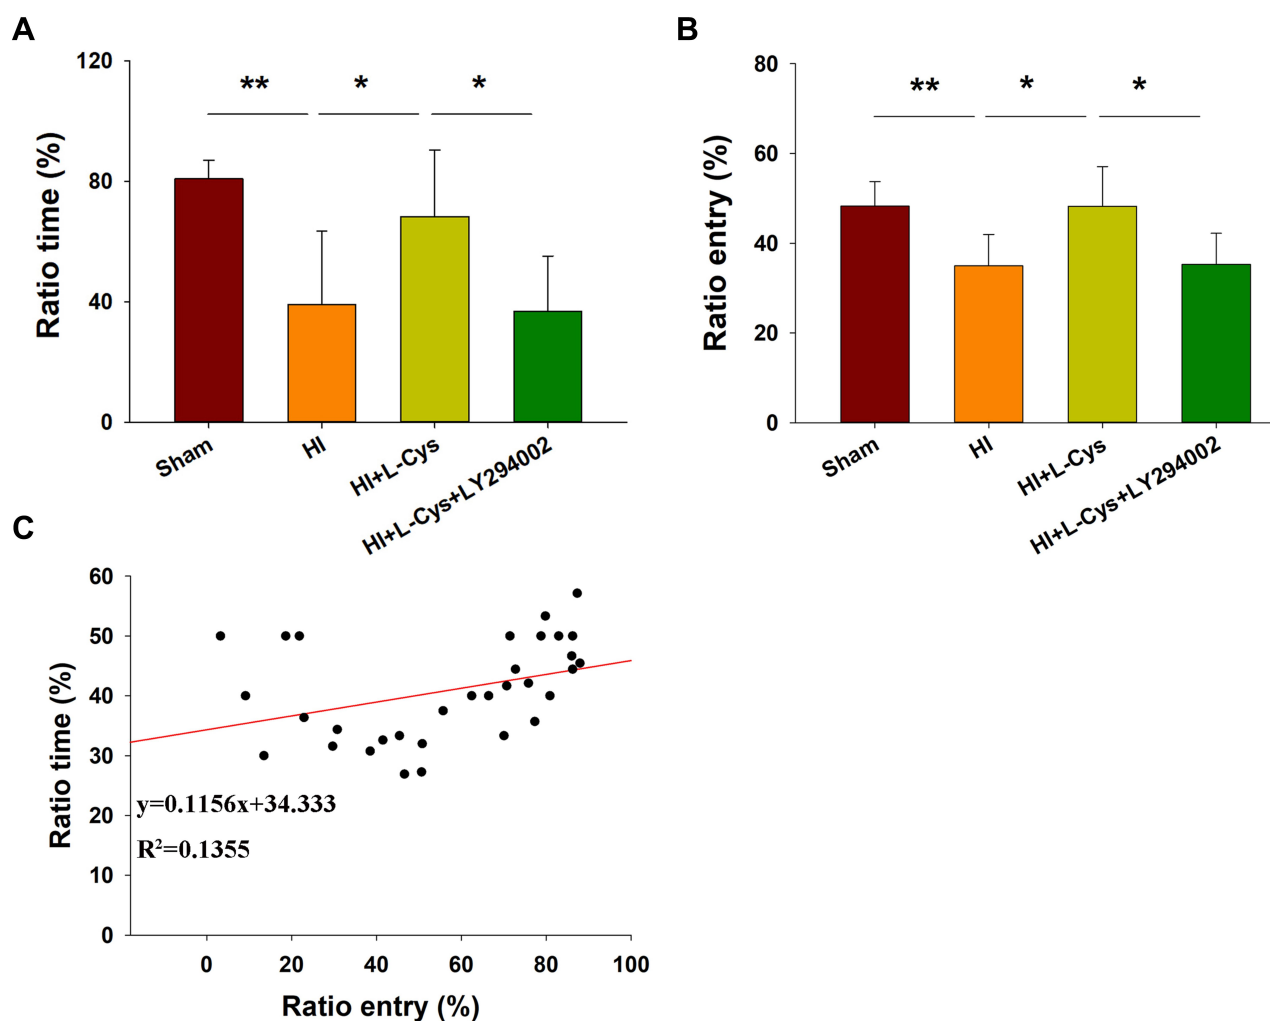 A
Ratio time (%)
120
80
40
0
** * *
Sham
HI
HI+L-Cys
HI+L-Cys+LY294002
B
Ratio entry (%)
80
60
40
20
0
** * *
Sham
HI
HI+L-Cys
HI+L-Cys+LY294002
C
Ratio time (%)
60
50
40
30
20
10
0
y=0.1156x+34.333
R²=0.1355
0 20 40 60 80 100
Ratio entry (%)